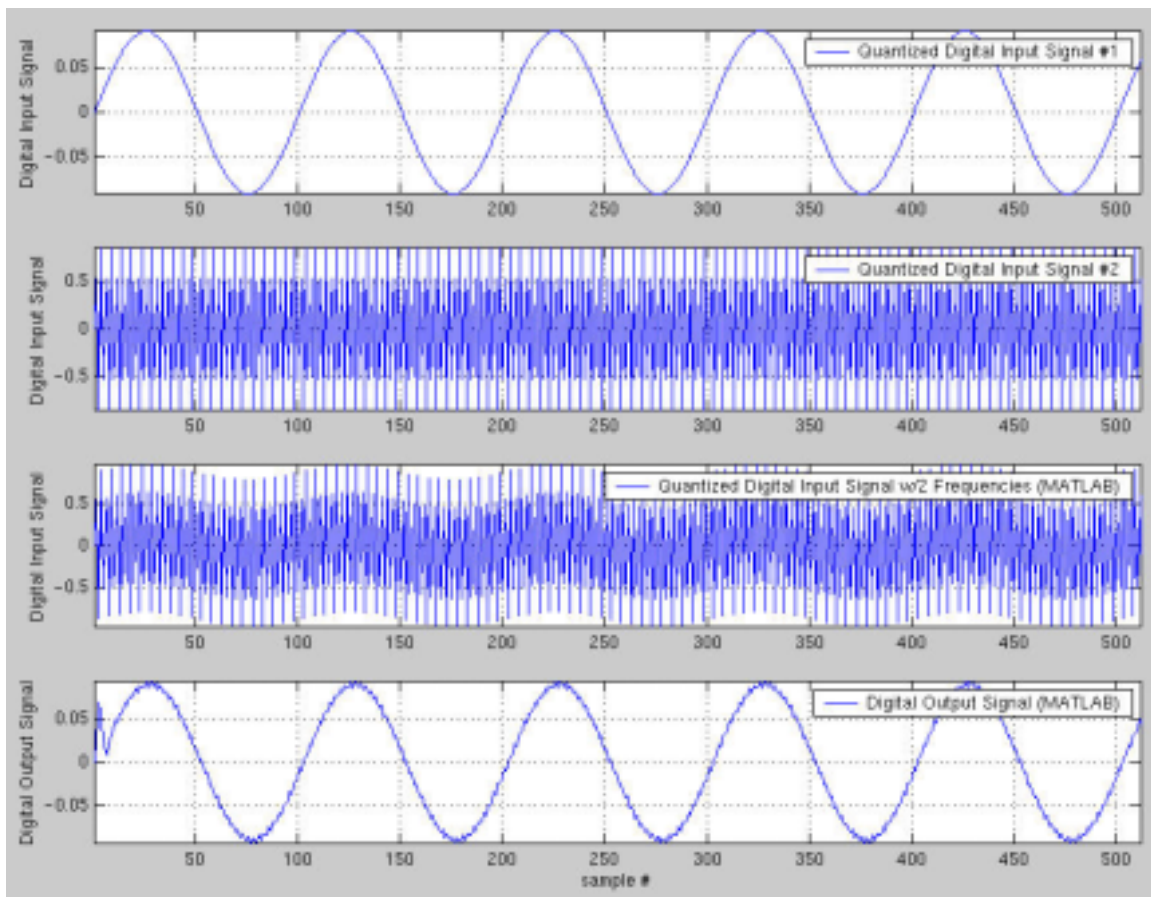 Digital Input Signal
0.05
0
−0.05
Quantized Digital Input Signal #1
50 100 150 200 250 300 350 400 450 500
Digital Input Signal
0.5
0
−0.5
Quantized Digital Input Signal #2
50 100 150 200 250 300 350 400 450 500
Digital Input Signal
0.5
0
−0.5
Quantized Digital Input Signal w/2 Frequencies (MATLAB)
50 100 150 200 250 300 350 400 450 500
Digital Output Signal
0.05
0
−0.05
Digital Output Signal (MATLAB)
50 100 150 200 250 300 350 400 450 500
sample #